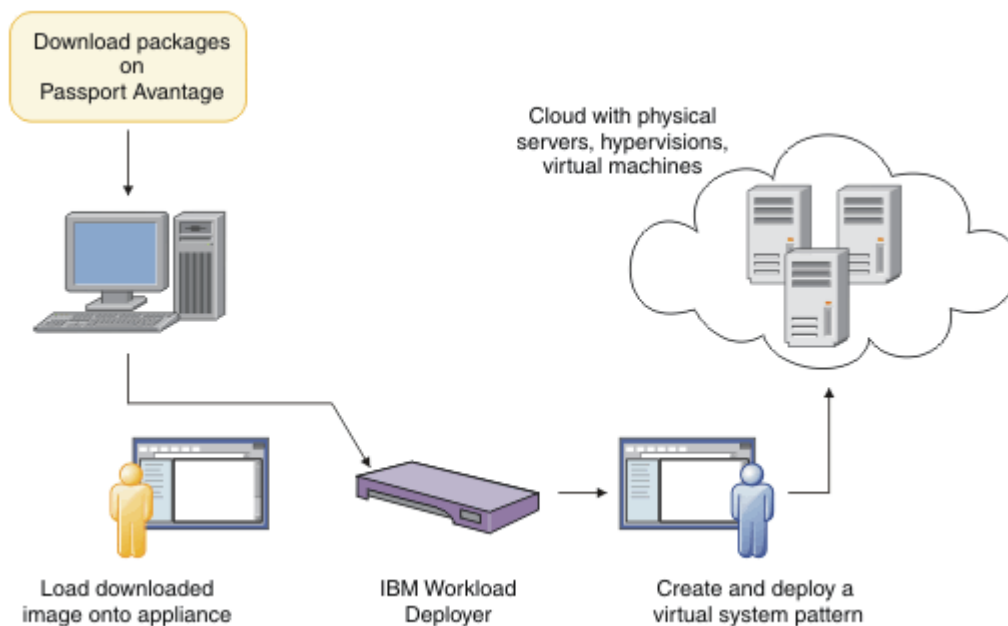 Download packages
on
Passport Avantage
Cloud with physical
servers, hypervisions,
virtual machines
Load downloaded
image onto appliance
IBM Workload
Deployer
Create and deploy a
virtual system pattern